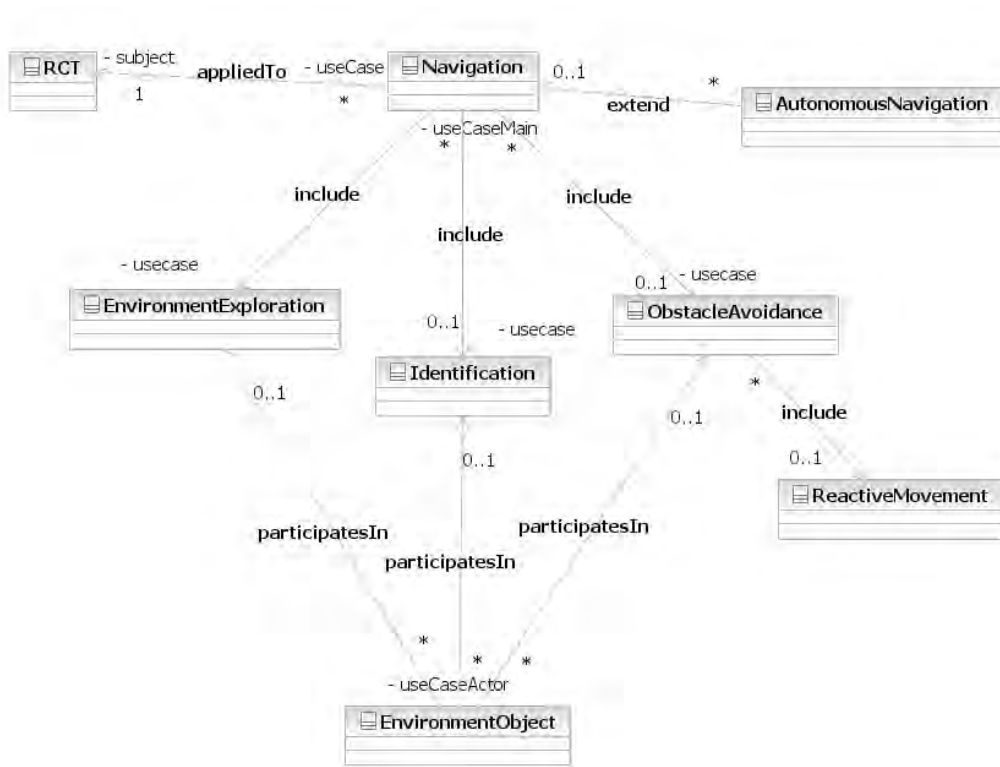 RCT
- subject
appliedTo
1
- useCase
*
Navigation
0..1
*
extend
AutonomousNavigation
- useCaseMain
*
*
include
include
include
- usecase
EnvironmentExploration
0..1
- usecase
Identification
0..1
- usecase
ObstacleAvoidance
*
include
0..1
ReactiveMovement
0..1
0..1
0..1
participatesIn
participatesIn
participatesIn
*
*
*
- useCaseActor
EnvironmentObject